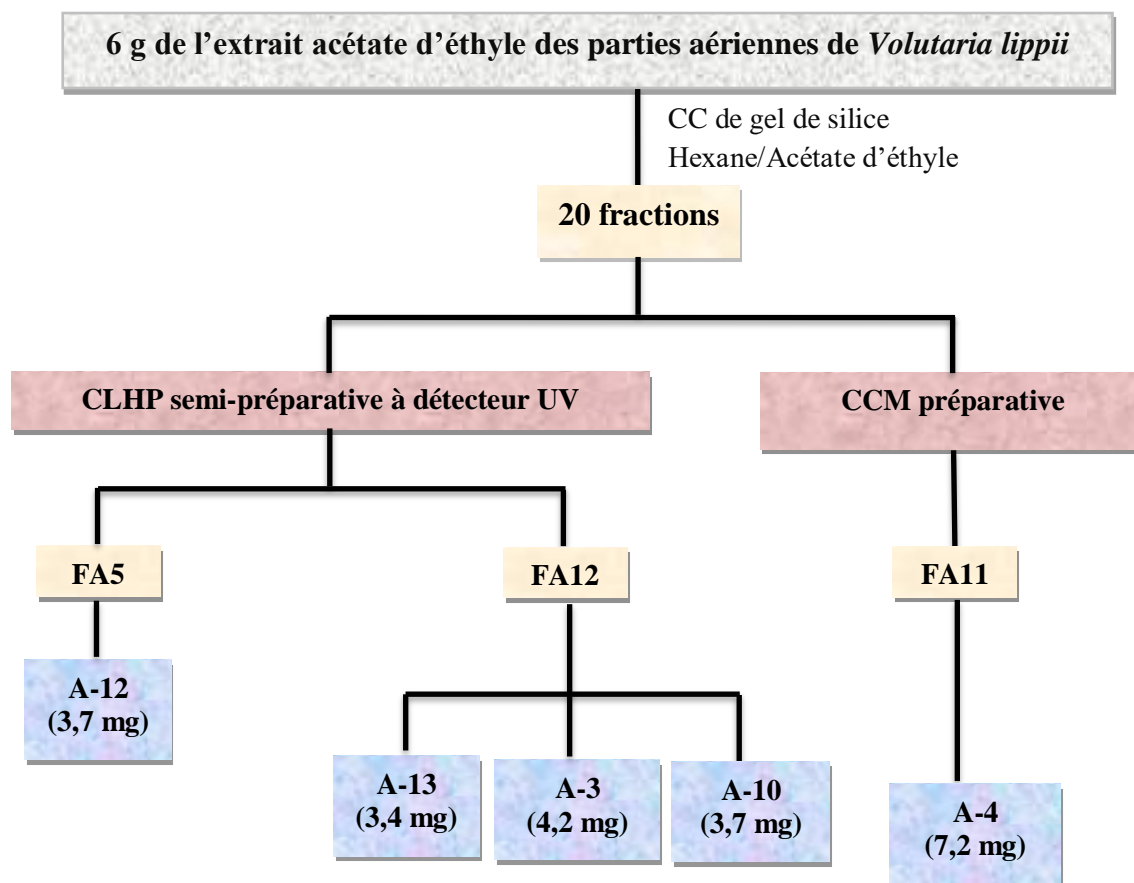 6 g de l’extrait acétate d’éthyle des parties aériennes de Volutaria lippii
CC de gel de silice
Hexane/Acétate d’éthyle
20 fractions
CLHP semi-préparative à détecteur UV
CCM préparative
FA5
FA12
FA11
A-12
(3,7 mg)
A-13
(3,4 mg)
A-3
(4,2 mg)
A-10
(3,7 mg)
A-4
(7,2 mg)